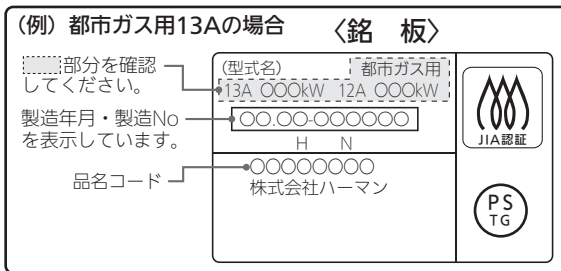 (例) 都市ガス用13Aの場合
〈銘 板〉
部分を確認
してください。
製造年月・製造No
を表示しています。
品名コード
(型式名)
都市ガス用
13A ○○○kW 12A ○○○kW
○○.○○-○○○○○○
H N
○○○○○○○○
株式会社ハーマン
JIA認証
PS
TG